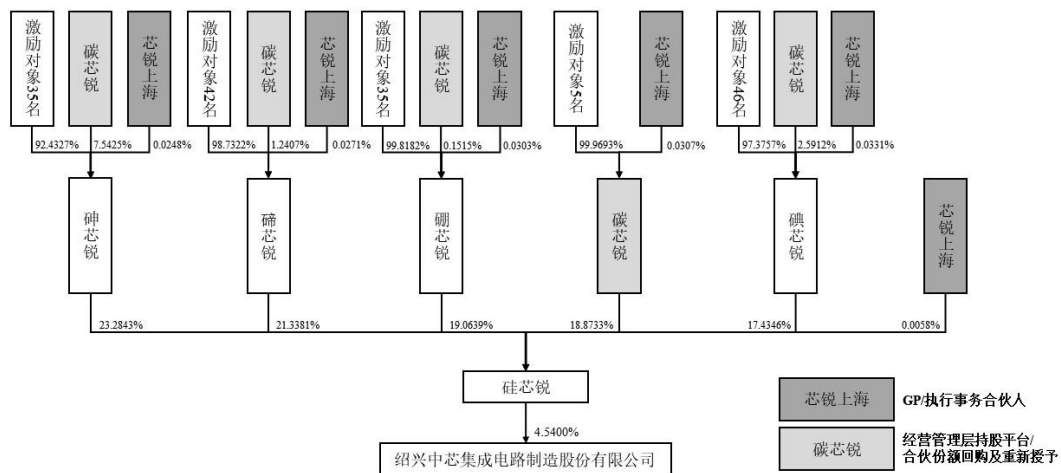 激励对象35名
碳芯锐
芯锐上海
激励对象42名
碳芯锐
芯锐上海
激励对象35名
碳芯锐
芯锐上海
激励对象5名
芯锐上海
激励对象46名
碳芯锐
芯锐上海
92.4327%
7.5425%
0.0248%
98.7322%
1.2407%
0.0271%
99.8182%
0.1515%
0.0303%
99.9693%
0.0307%
97.3757%
2.5912%
0.0331%
砷芯锐
碲芯锐
硼芯锐
碳芯锐
碘芯锐
芯锐上海
23.2843%
21.3381%
19.0639%
18.8733%
17.4346%
0.0058%
硅芯锐
4.5400%
绍兴中芯集成电路制造股份有限公司
芯锐上海
GP/执行事务合伙人
碳芯锐
经营管理层持股平台/
合伙份额回购及重新授予